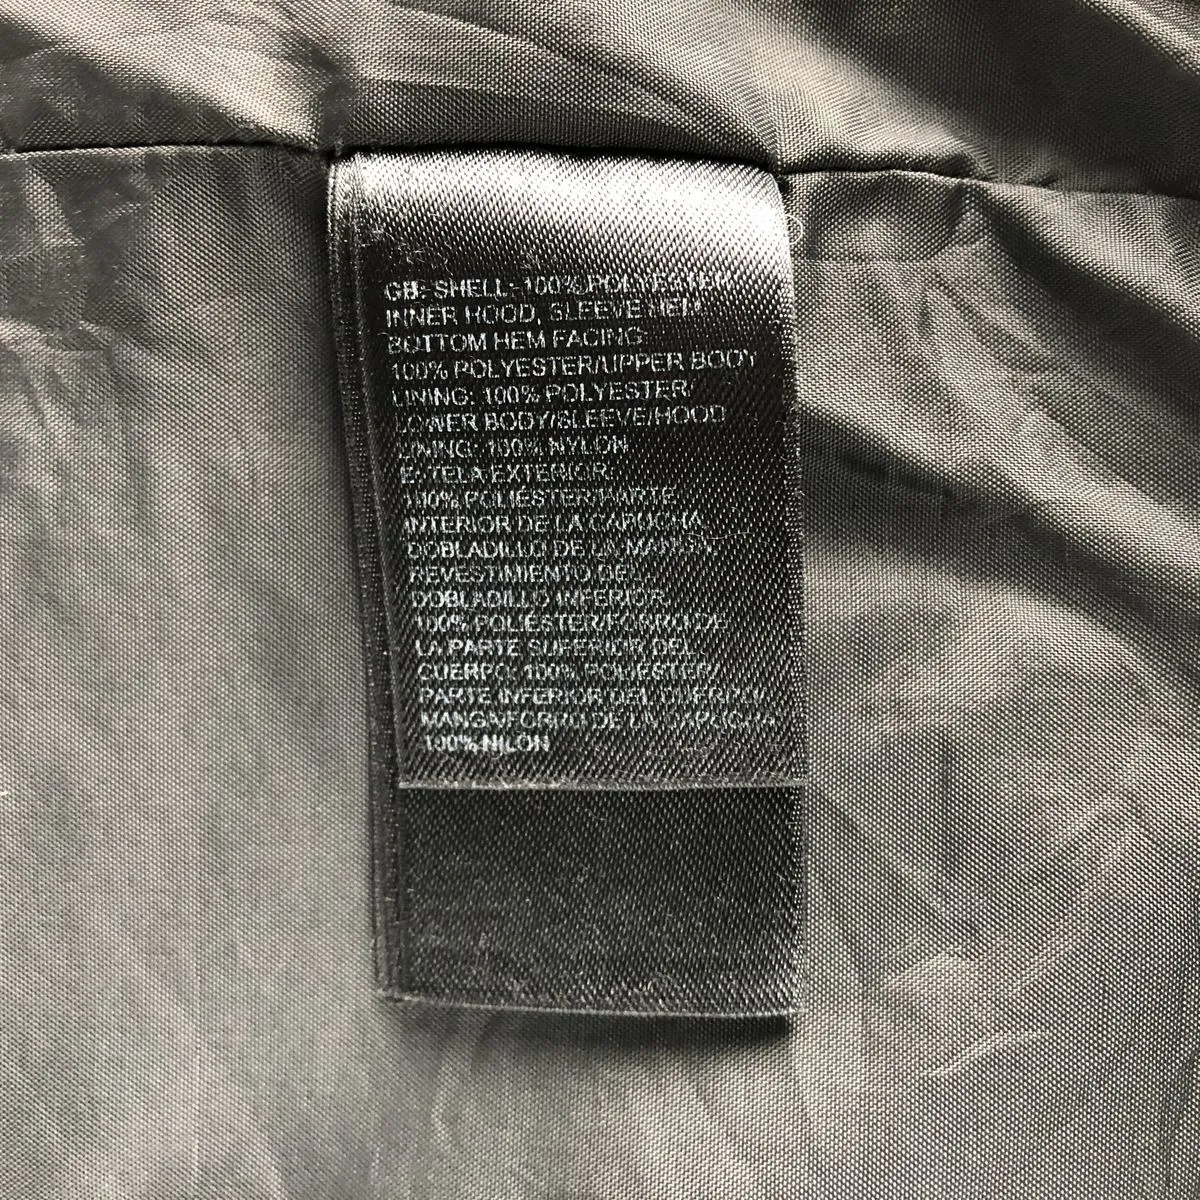 GB: SHELL: 100% POLYESTER/
INNER HOOD, SLEEVE HEM,
BOTTOM HEM FACING:
100% POLYESTER/UPPER BODY
LINING: 100% POLYESTER/
LOWER BODY/SLEEVE/HOOD
LINING: 100% NYLON
E: TELA EXTERIOR:
100% POLIESTER/PARTE
INTERIOR DE LA CAPUCHA,
DOBLADILLO DE LA MANGA,
REVESTIMIENTO DEL
DOBLADILLO INFERIOR:
100% POLIESTER/FORRO DE
LA PARTE SUPERIOR DEL
CUERPO: 100% POLIESTER/
PARTE INFERIOR DEL CUERPO/
MANGA/FORRO DE LA CAPUCHA:
100% NILON